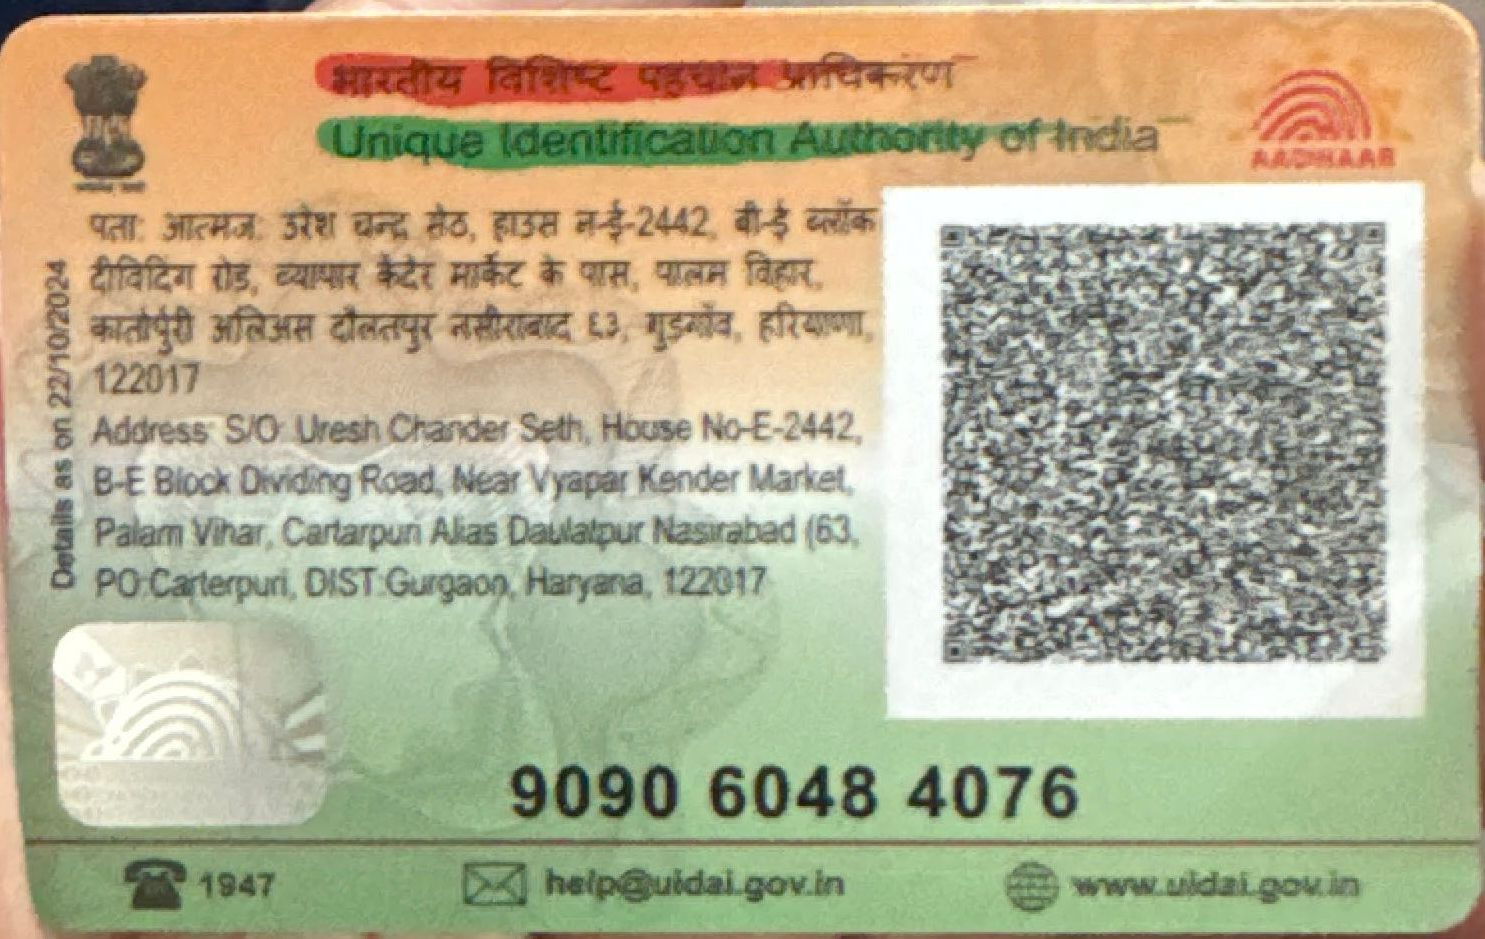 भारतीय विशिष्ट पहचान प्राधिकरण
Unique Identification Authority of India
AADHAAR
पता: आत्मज: उरेश चन्द्र सेठ, हाउस न-ई-2442, बी-ई ब्लॉक
दीविदिंग रोड, व्यापार केंदेर मार्केट के पास, पालम विहार,
कार्तारपुरी अलिअस दौलतपुर नसीराबाद ६३, गुडगाँव, हरियाणा,
122017
Address: S/O: Uresh Chander Seth, House No-E-2442,
B-E Block Dividing Road, Near Vyapar Kender Market,
Palam Vihar, Cartarpuri Alias Daulatpur Nasirabad (63,
PO:Carterpuri, DIST:Gurgaon, Haryana, 122017
Details as on 22/10/2024
9090 6048 4076
1947
help@uidai.gov.in
www.uidai.gov.in